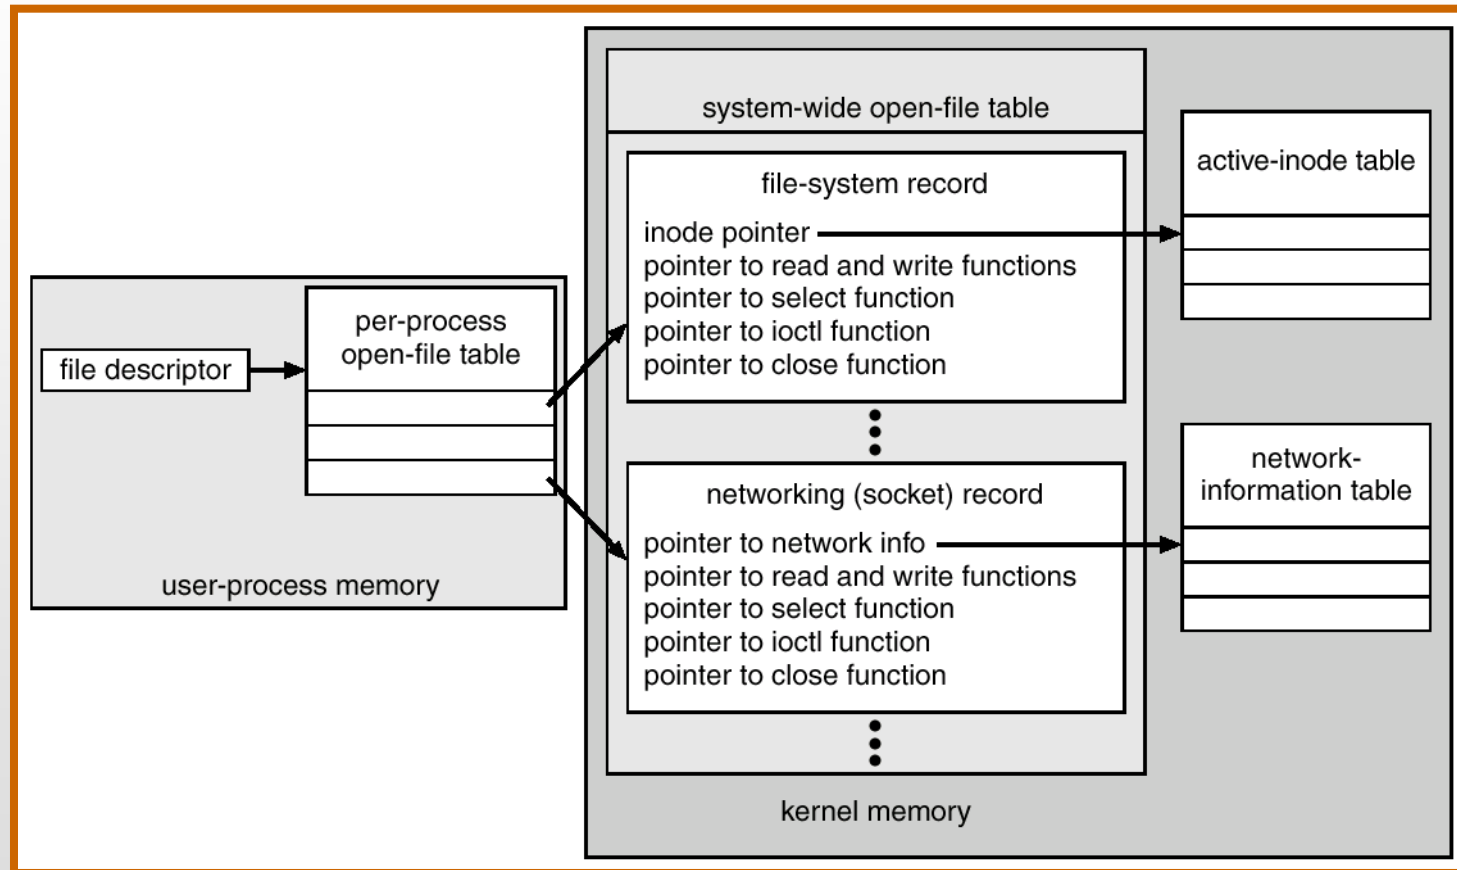 system-wide open-file table
file-system record
inode pointer
pointer to read and write functions
pointer to select function
pointer to ioctl function
pointer to close function
active-inode table
file descriptor
per-process
open-file table
user-process memory
networking (socket) record
pointer to network info
pointer to read and write functions
pointer to select function
pointer to ioctl function
pointer to close function
network-
information table
kernel memory